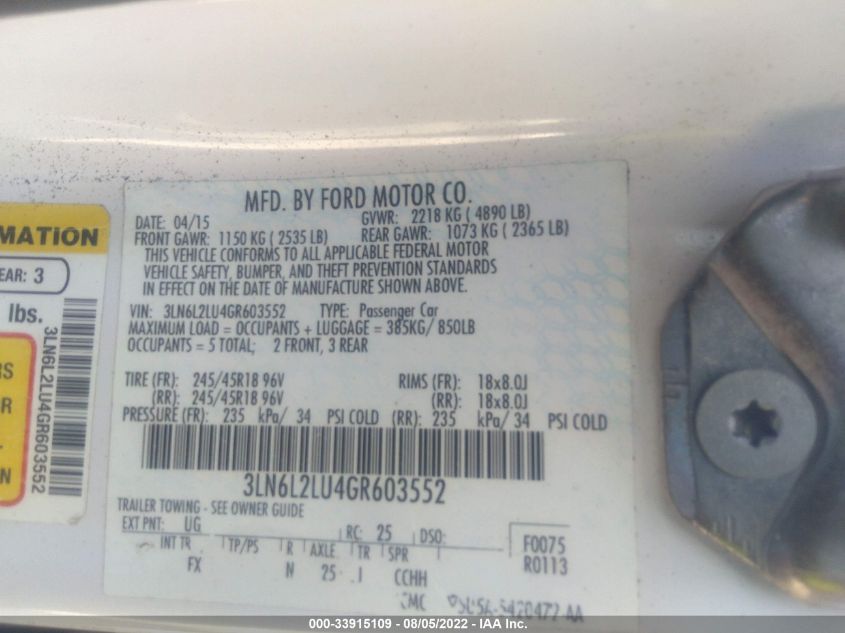 MFD. BY FORD MOTOR CO.
DATE: 04/15 GVWR: 2218 KG ( 4890 LB)
FRONT GAWR: 1150 KG ( 2535 LB) REAR GAWR: 1073 KG ( 2365 LB)
THIS VEHICLE CONFORMS TO ALL APPLICABLE FEDERAL MOTOR
VEHICLE SAFETY, BUMPER, AND THEFT PREVENTION STANDARDS
IN EFFECT ON THE DATE OF MANUFACTURE SHOWN ABOVE.
VIN: 3LN6L2LU4GR603552 TYPE: Passenger Car
MAXIMUM LOAD = OCCUPANTS + LUGGAGE = 385KG/ 850LB
OCCUPANTS = 5 TOTAL; 2 FRONT, 3 REAR
TIRE (FR): 245/45R18 96V RIMS (FR): 18x8.0J
(RR): 245/45R18 96V (RR): 18x8.0J
PRESSURE (FR): 235 kPa/ 34 PSI COLD (RR): 235 kPa/ 34 PSI COLD
3LN6L2LU4GR603552
TRAILER TOWING - SEE OWNER GUIDE
EXT PNT: UG RC: 25 DSO:
INT TR TP/PS R AXLE TR SPR
FX N 25 I CCHH
F0075
R0113
MATION
EAR: 3
lbs.
RS
OR
N
3LN6L2LU4GR603552
000-33915109 - 08/05/2022 - IAA Inc.